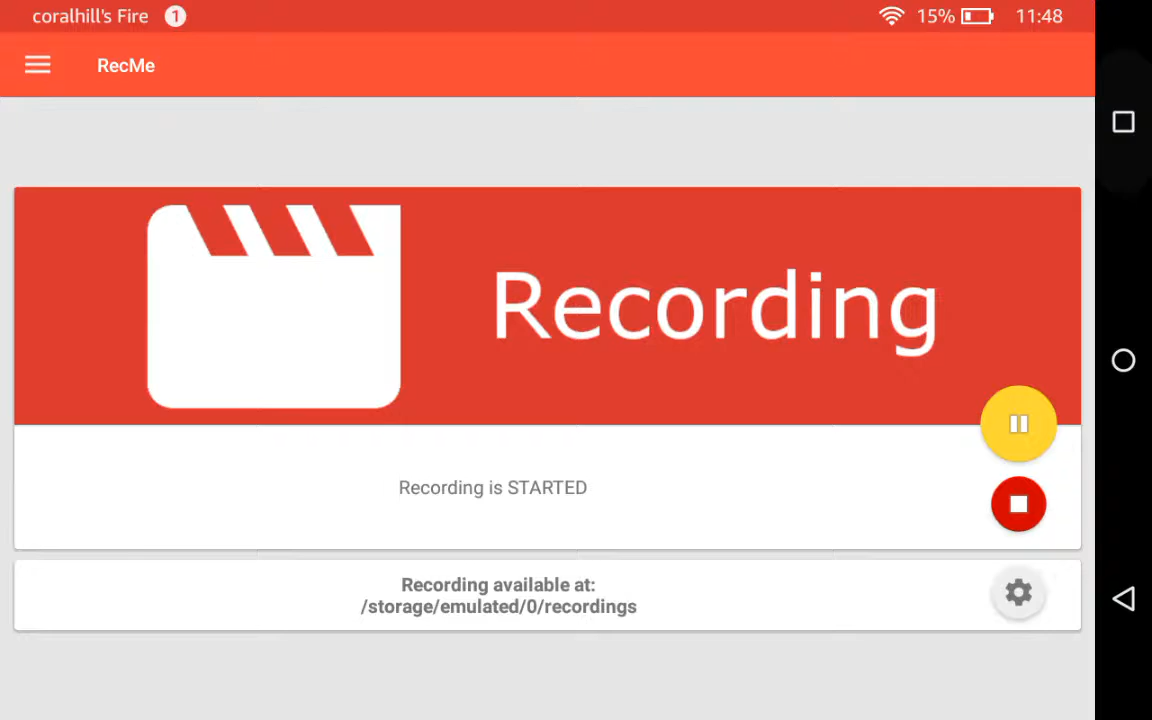 coralhill's Fire 1 15% 11:48
RecMe
Recording
Recording is STARTED
Recording available at:
/storage/emulated/0/recordings